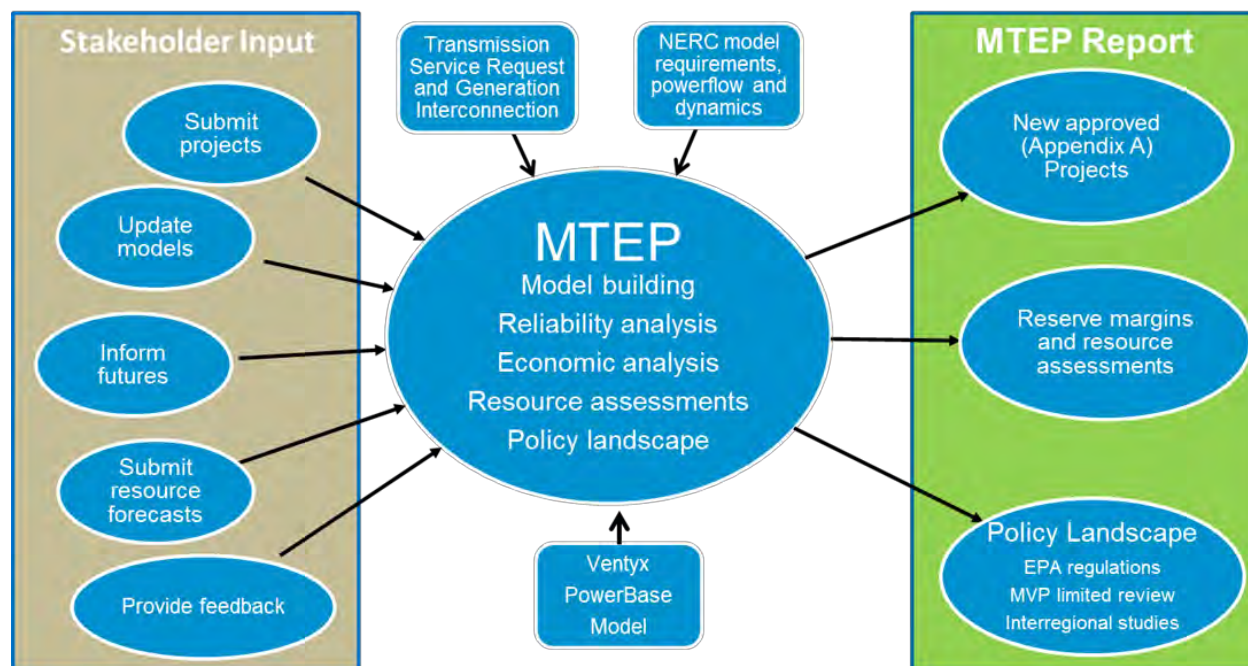 Stakeholder Input
Submit
projects
Update
models
Inform
futures
Submit
resource
forecasts
Provide feedback
Transmission
Service Request
and Generation
Interconnection
NERC model
requirements,
powerflow and
dynamics
MTEP
Model building
Reliability analysis
Economic analysis
Resource assessments
Policy landscape
Ventyx
PowerBase
Model
MTEP Report
New approved
(Appendix A)
Projects
Reserve margins
and resource
assessments
Policy Landscape
EPA regulations
MVP limited review
Interregional studies